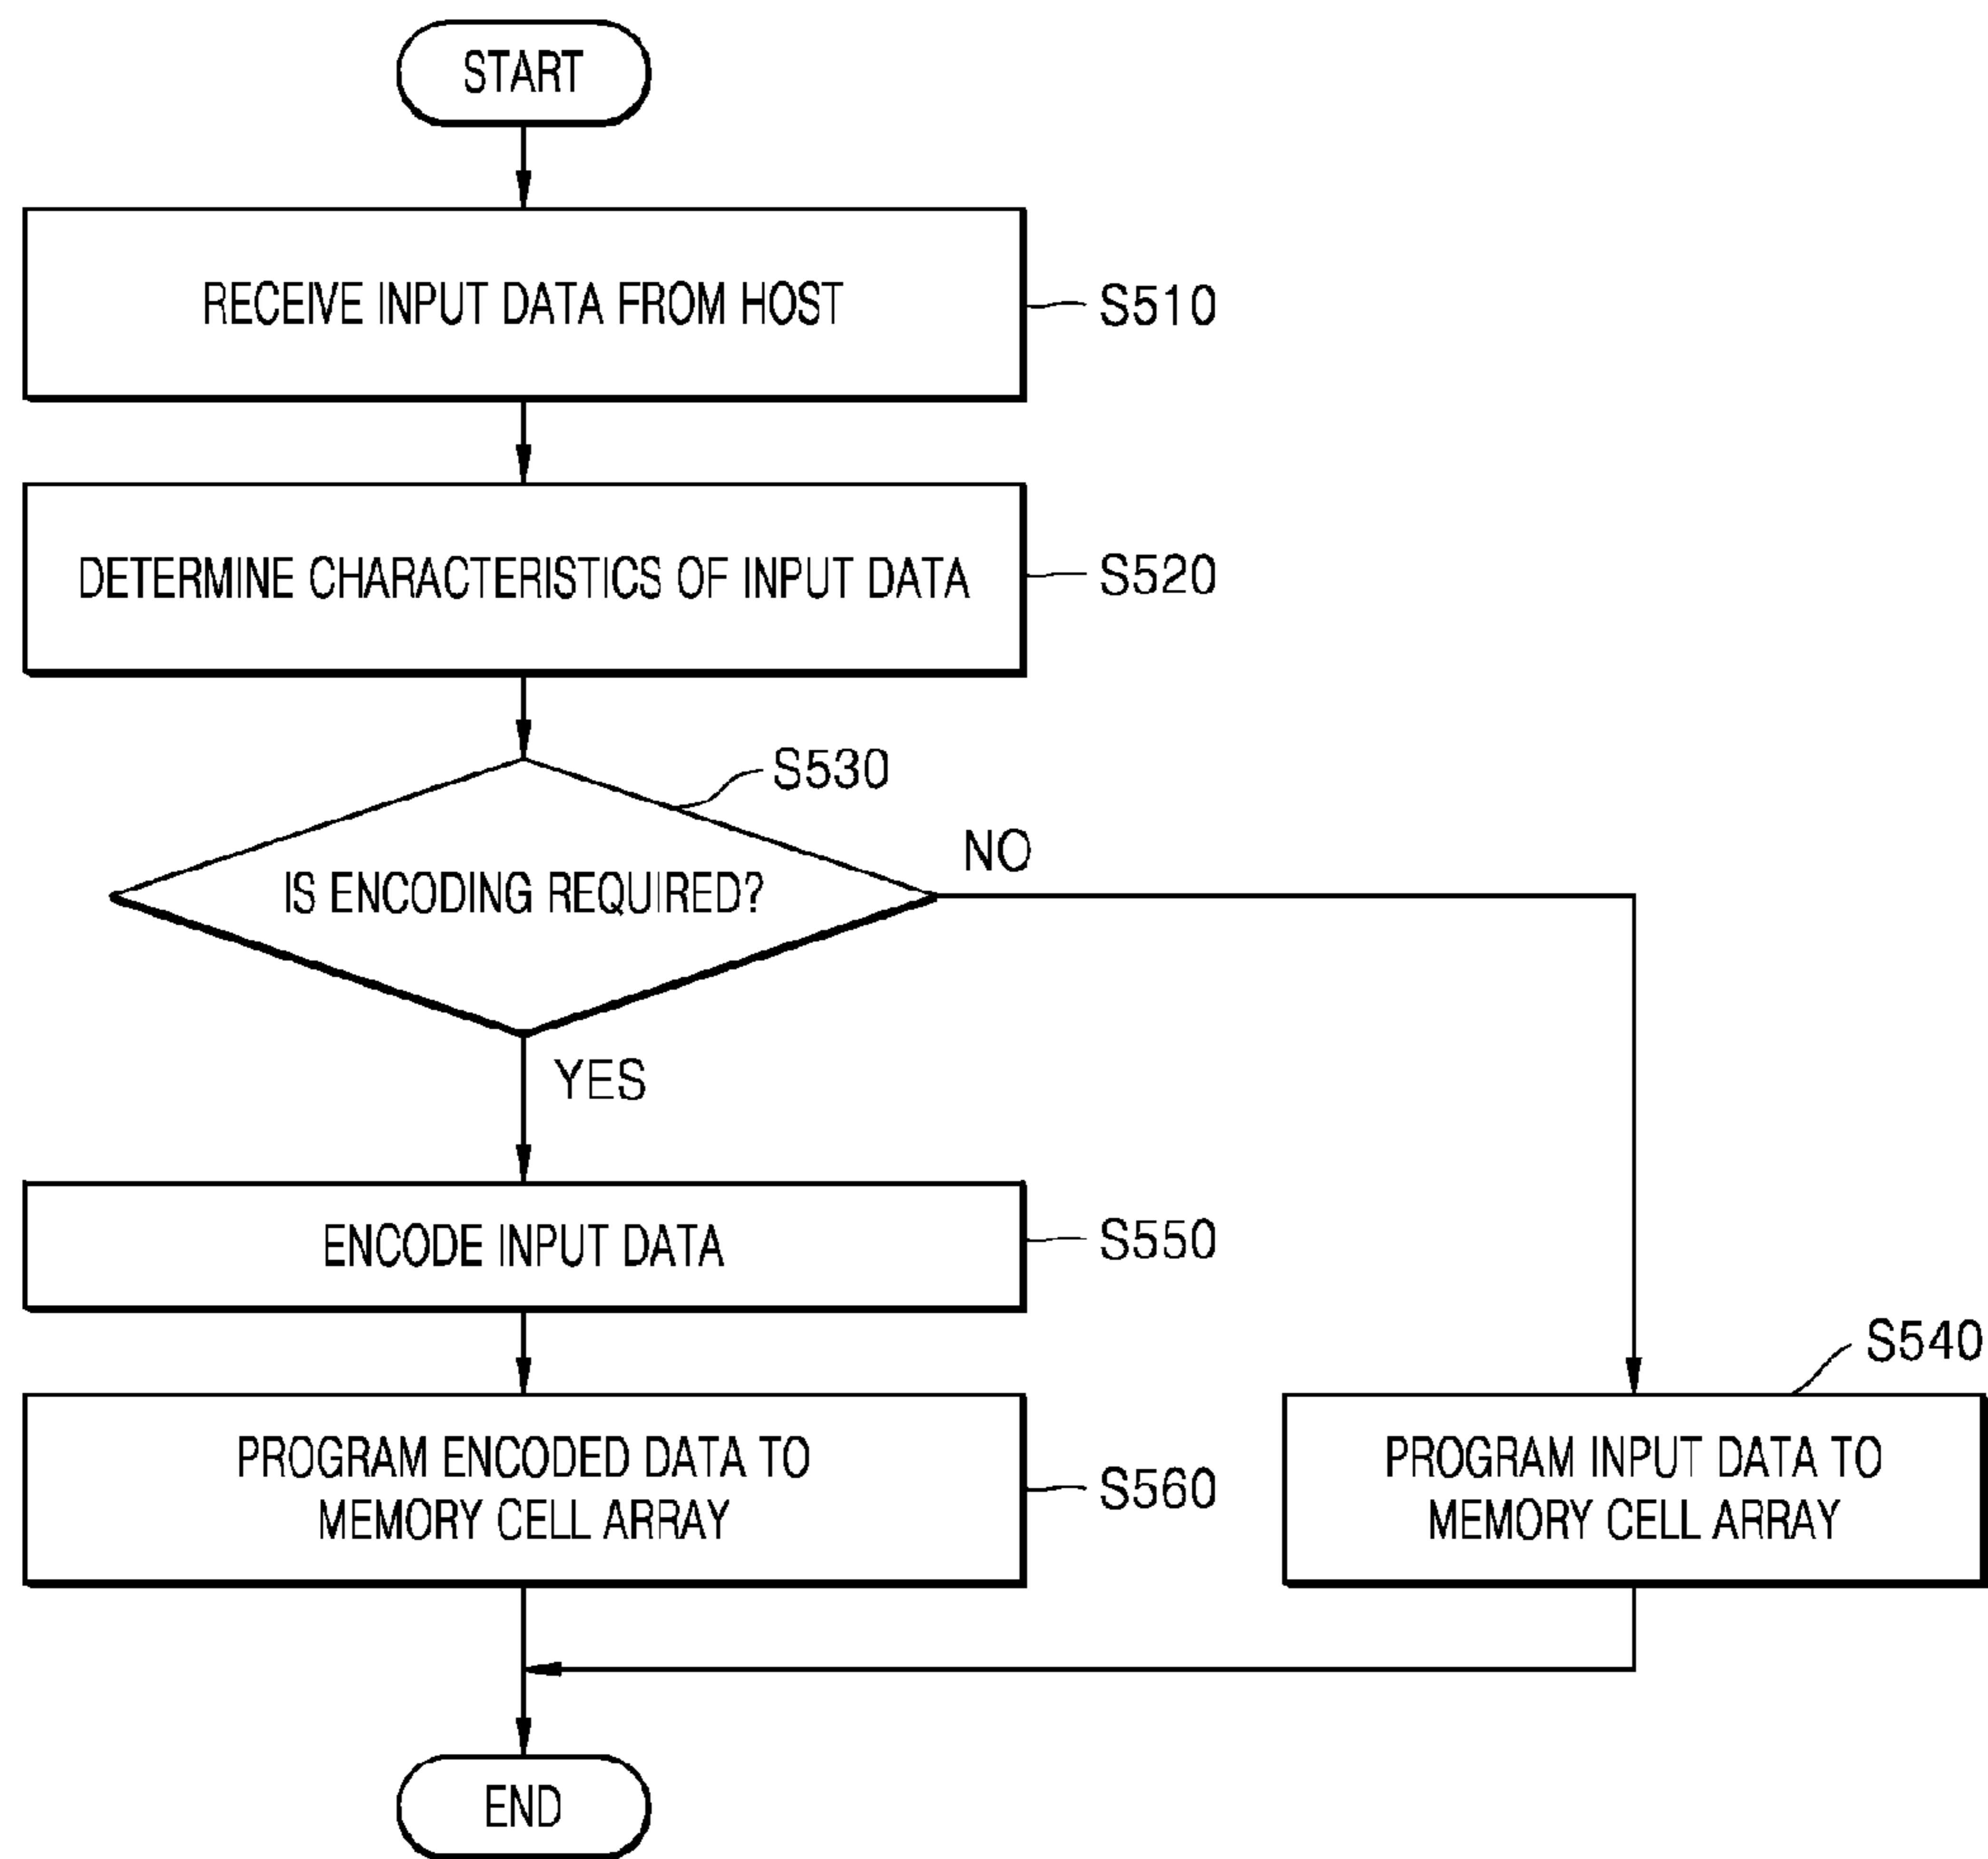 START
RECEIVE INPUT DATA FROM HOST
S510
DETERMINE CHARACTERISTICS OF INPUT DATA
S520
S530
IS ENCODING REQUIRED?
NO
YES
ENCODE INPUT DATA
S550
S540
PROGRAM ENCODED DATA TO
MEMORY CELL ARRAY
S560
PROGRAM INPUT DATA TO
MEMORY CELL ARRAY
END